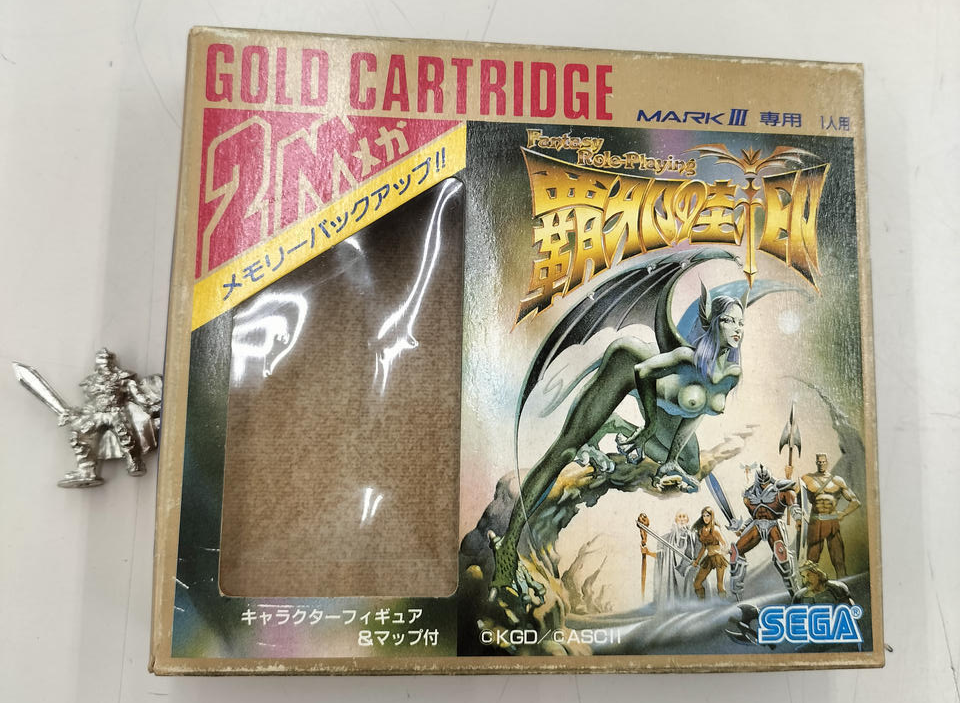 GOLD CARTRIDGE
MARK III 専用 1人用
2Mメガ
メモリーバックアップ!!
Fantasy
Role-Playing
覇邪の封印
キャラクターフィギュア
&マップ付
©KGD/©ASCII
SEGA®